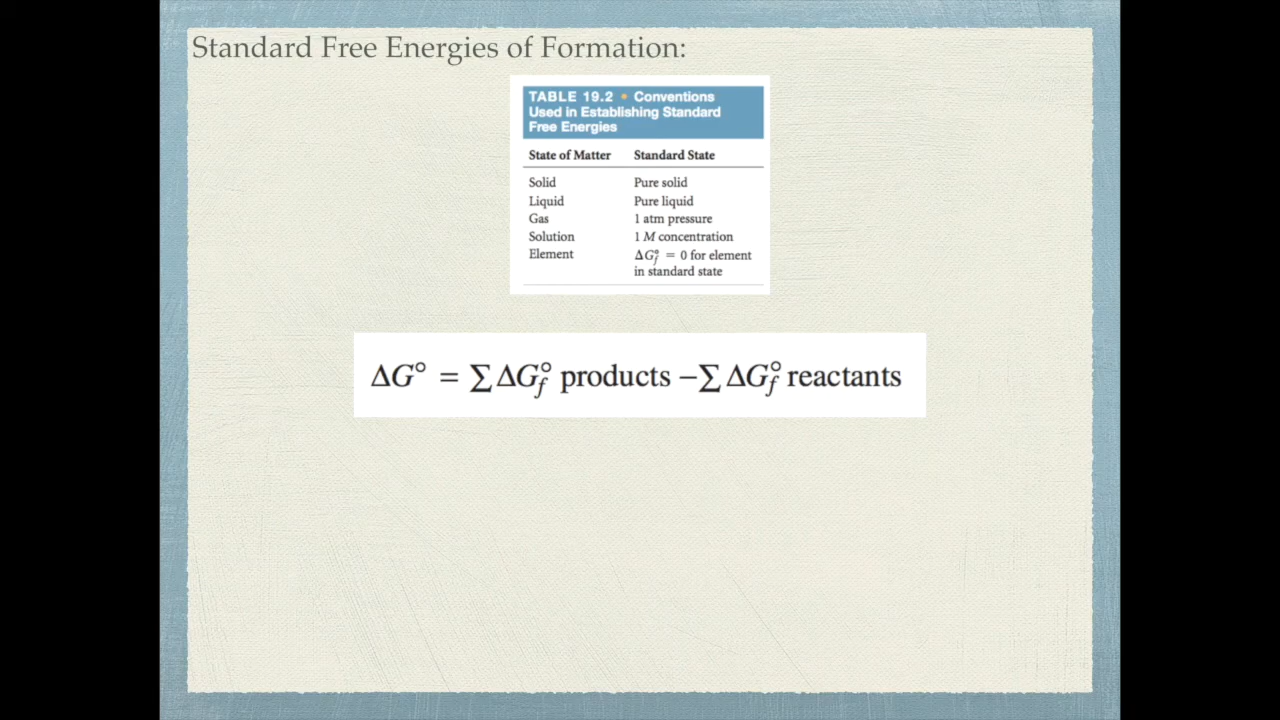 Standard Free Energies of Formation:
TABLE 19.2 • Conventions
Used in Establishing Standard
Free Energies
State of Matter Standard State
Solid Pure solid
Liquid Pure liquid
Gas 1 atm pressure
Solution 1 M concentration
Element ΔG°f = 0 for element
in standard state
ΔG° = ∑ΔG°f products −∑ΔG°f reactants